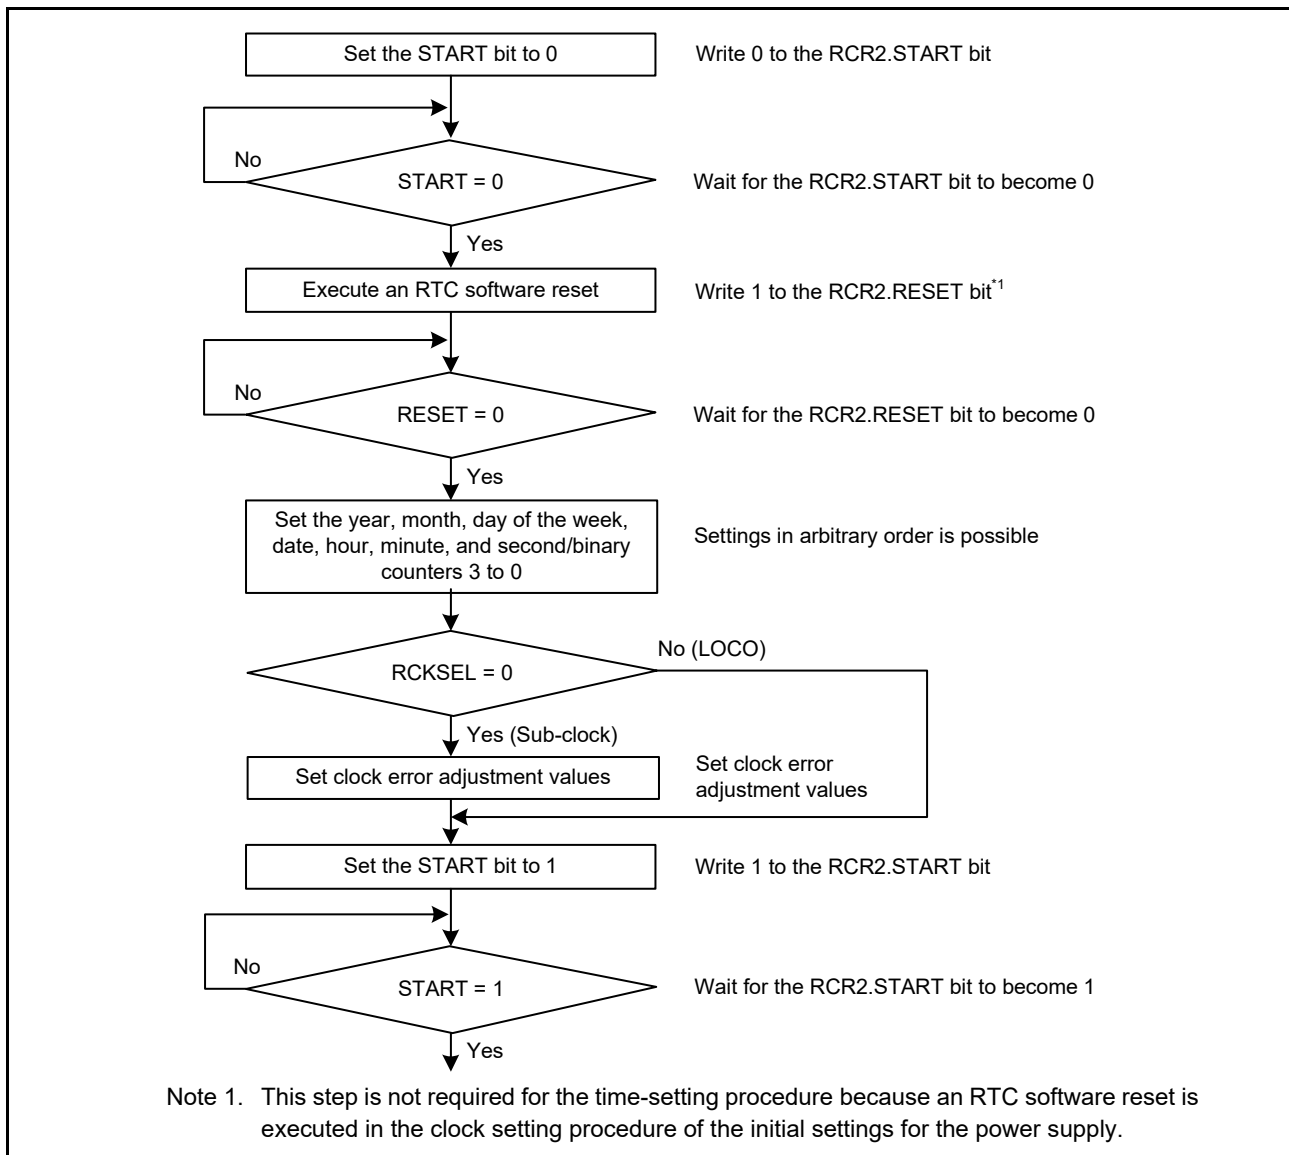 Set the START bit to 0
Write 0 to the RCR2.START bit
No
START = 0
Wait for the RCR2.START bit to become 0
Yes
Execute an RTC software reset
Write 1 to the RCR2.RESET bit*1
No
RESET = 0
Wait for the RCR2.RESET bit to become 0
Yes
Set the year, month, day of the week,
date, hour, minute, and second/binary
counters 3 to 0
Settings in arbitrary order is possible
RCKSEL = 0
No (LOCO)
Yes (Sub-clock)
Set clock error adjustment values
Set clock error
adjustment values
Set the START bit to 1
Write 1 to the RCR2.START bit
No
START = 1
Wait for the RCR2.START bit to become 1
Yes
Note 1. This step is not required for the time-setting procedure because an RTC software reset is
executed in the clock setting procedure of the initial settings for the power supply.